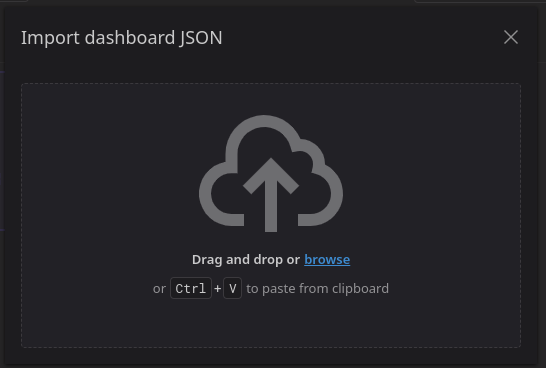 Import dashboard JSON
Drag and drop or browse
or Ctrl + V to paste from clipboard